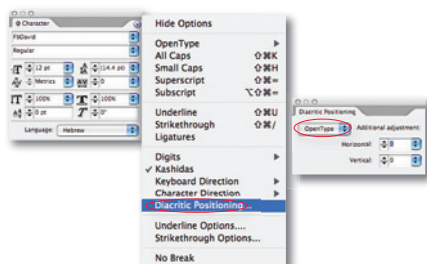 Character
FbDavid
Regular
12 pt
(14.4 pt)
Metrics
0
100%
100%
0 pt
0°
Language: Hebrew
Hide Options
OpenType
All Caps ⇧⌘K
Small Caps ⇧⌘H
Superscript ⇧⌘=
Subscript ⌥⇧⌘=
Underline ⇧⌘U
Strikethrough ⇧⌘/
Ligatures
Digits
✓ Kashidas
Keyboard Direction
Character Direction
Diacritic Positioning...
Underline Options....
Strikethrough Options...
No Break
Diacritic Positioning
OpenType Additional adjustment:
Horizontal: 0
Vertical: 0